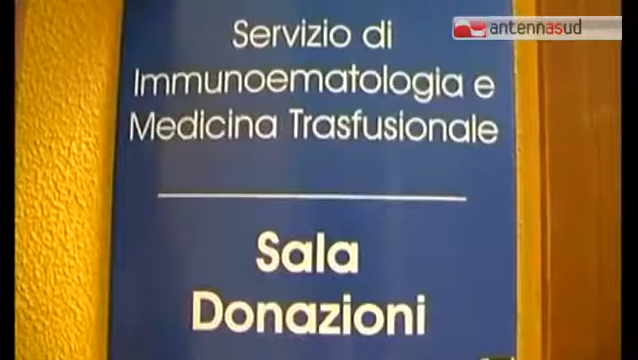 antennasud
Servizio di
Immunoematologia e
Medicina Trasfusionale
Sala
Donazioni